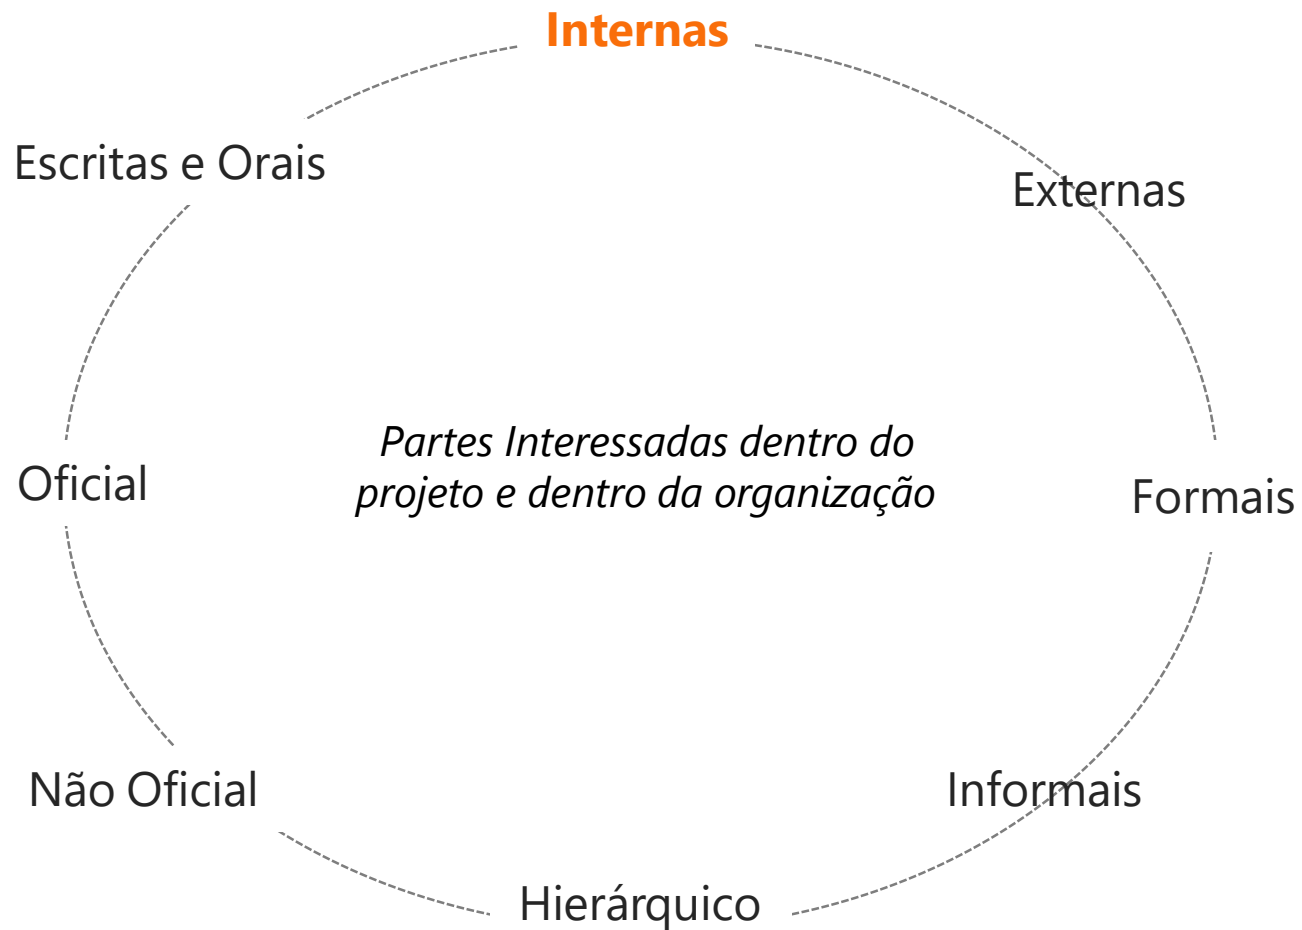 Internas
Escritas e Orais
Externas
Partes Interessadas dentro do
projeto e dentro da organização
Oficial
Formais
Não Oficial
Informais
Hierárquico